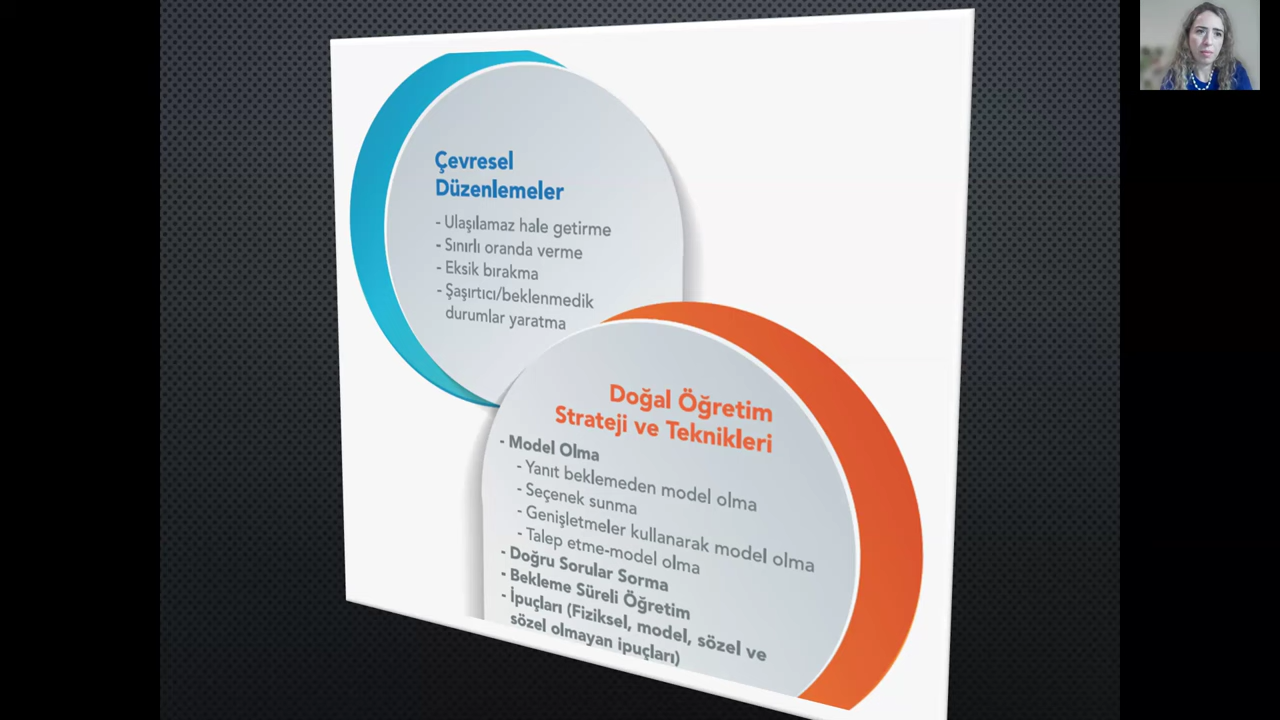 Çevresel
Düzenlemeler
- Ulaşılamaz hale getirme
- Sınırlı oranda verme
- Eksik bırakma
- Şaşırtıcı/beklenmedik
durumlar yaratma
Doğal Öğretim
Strateji ve Teknikleri
- Model Olma
- Yanıt beklemeden model olma
- Seçenek sunma
- Genişletmeler kullanarak model olma
- Talep etme-model olma
- Doğru Sorular Sorma
- Bekleme Süreli Öğretim
- İpuçları (Fiziksel, model, sözel ve
sözel olmayan ipuçları)